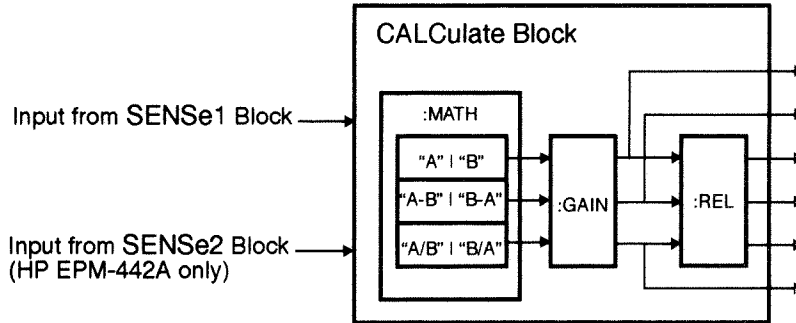 CALCulate Block
Input from SENSe1 Block
:MATH
"A" | "B"
"A-B" | "B-A"
"A/B" | "B/A"
:GAIN
:REL
Input from SENSe2 Block
(HP EPM-442A only)